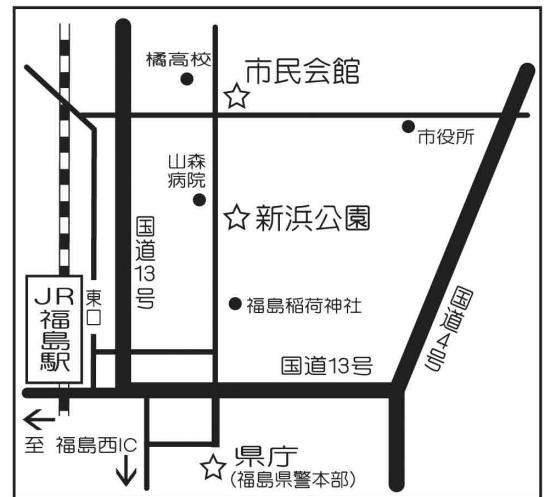 橘高校
市民会館
市役所
山森
病院
新浜公園
国道13号
福島稲荷神社
国道4号
JR
福島駅
東口
国道13号
至 福島西IC
県庁
(福島県警本部)